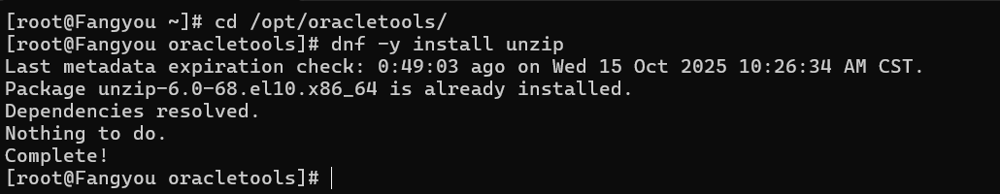 [root@Fangyou ~]# cd /opt/oracletools/
[root@Fangyou oracletools]# dnf -y install unzip
Last metadata expiration check: 0:49:03 ago on Wed 15 Oct 2025 10:26:34 AM CST.
Package unzip-6.0-68.el10.x86_64 is already installed.
Dependencies resolved.
Nothing to do.
Complete!
[root@Fangyou oracletools]#